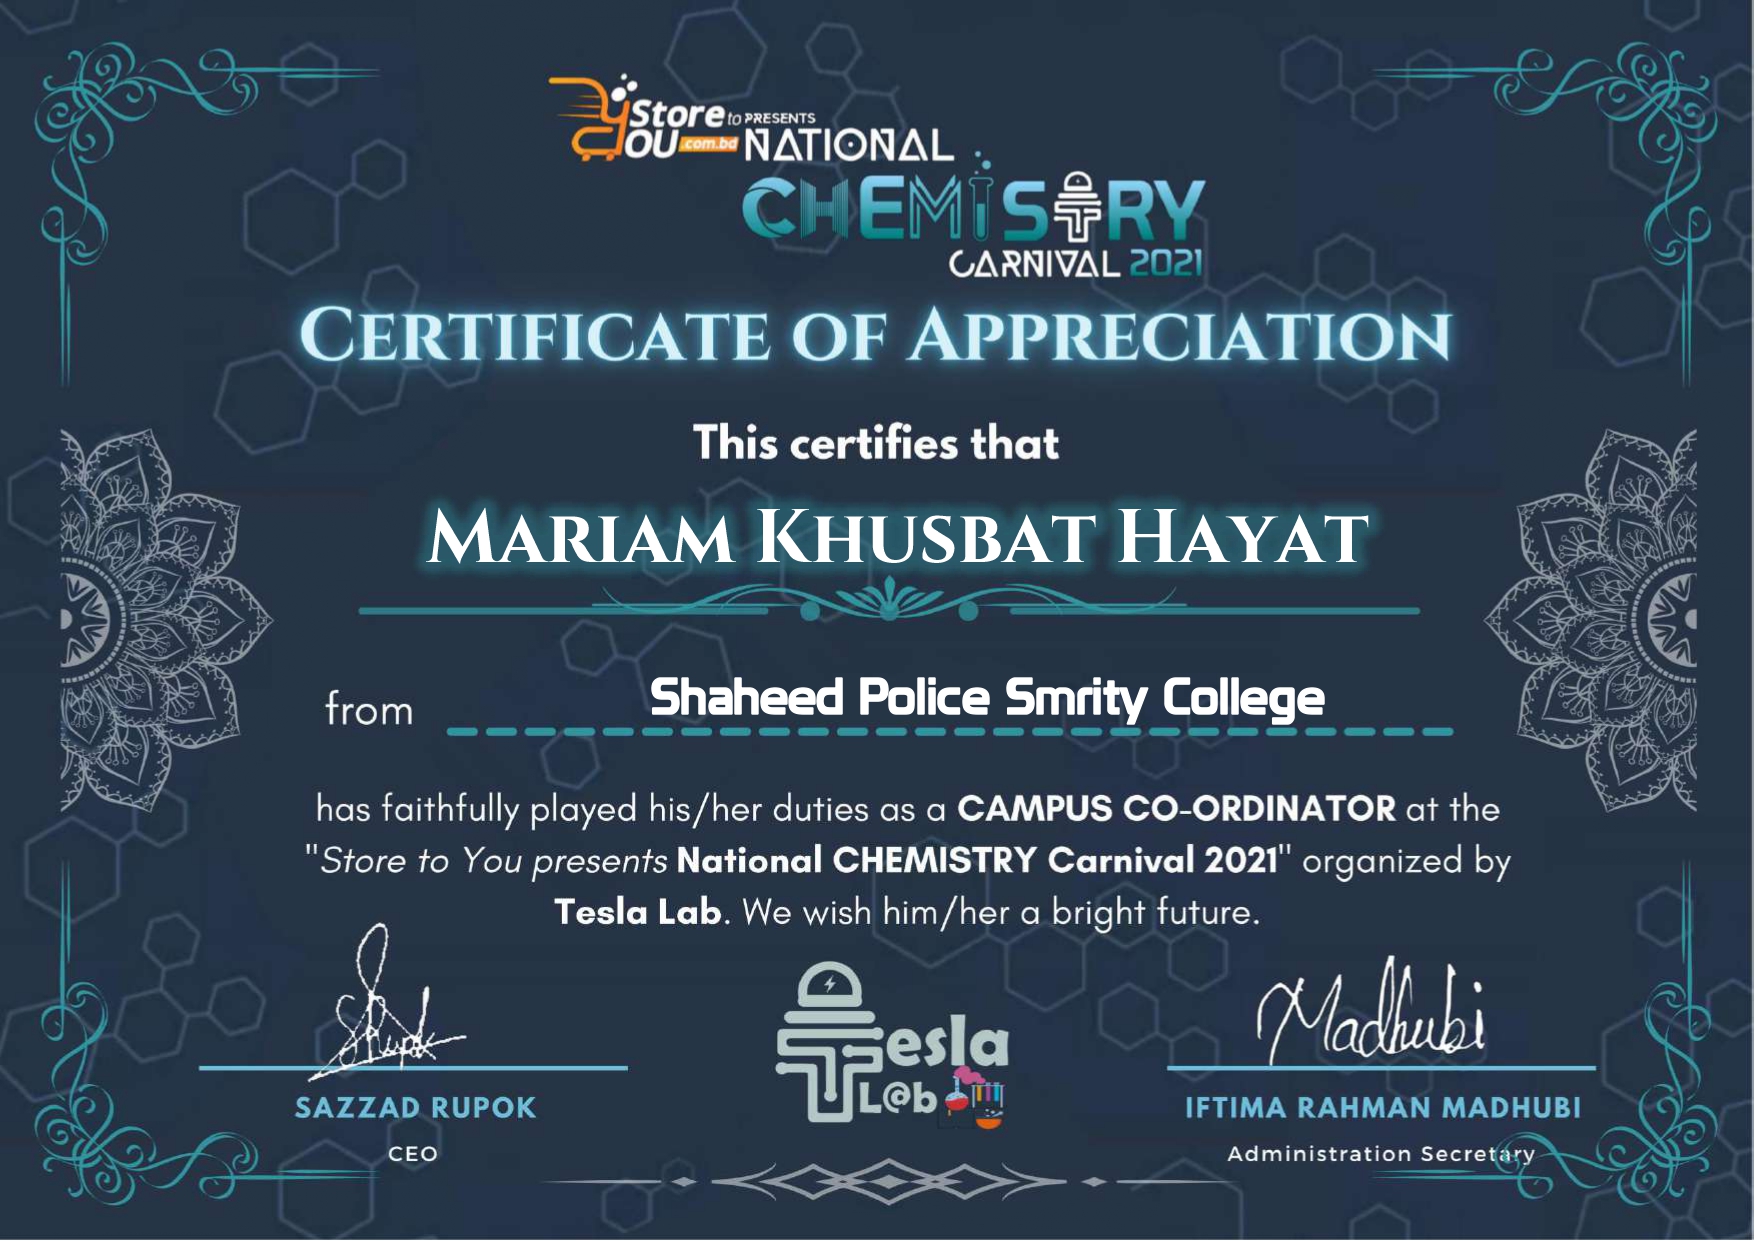 Store to PRESENTS
YOU .com.bd NATIONAL
CHEMISTRY
CARNIVAL 2021
CERTIFICATE OF APPRECIATION
This certifies that
MARIAM KHUSBAT HAYAT
from Shaheed Police Smrity College
has faithfully played his/her duties as a CAMPUS CO-ORDINATOR at the
"Store to You presents National CHEMISTRY Carnival 2021" organized by
Tesla Lab. We wish him/her a bright future.
SRupok
Madhubi
Tesla
L@b
SAZZAD RUPOK
CEO
IFTIMA RAHMAN MADHUBI
Administration Secretary